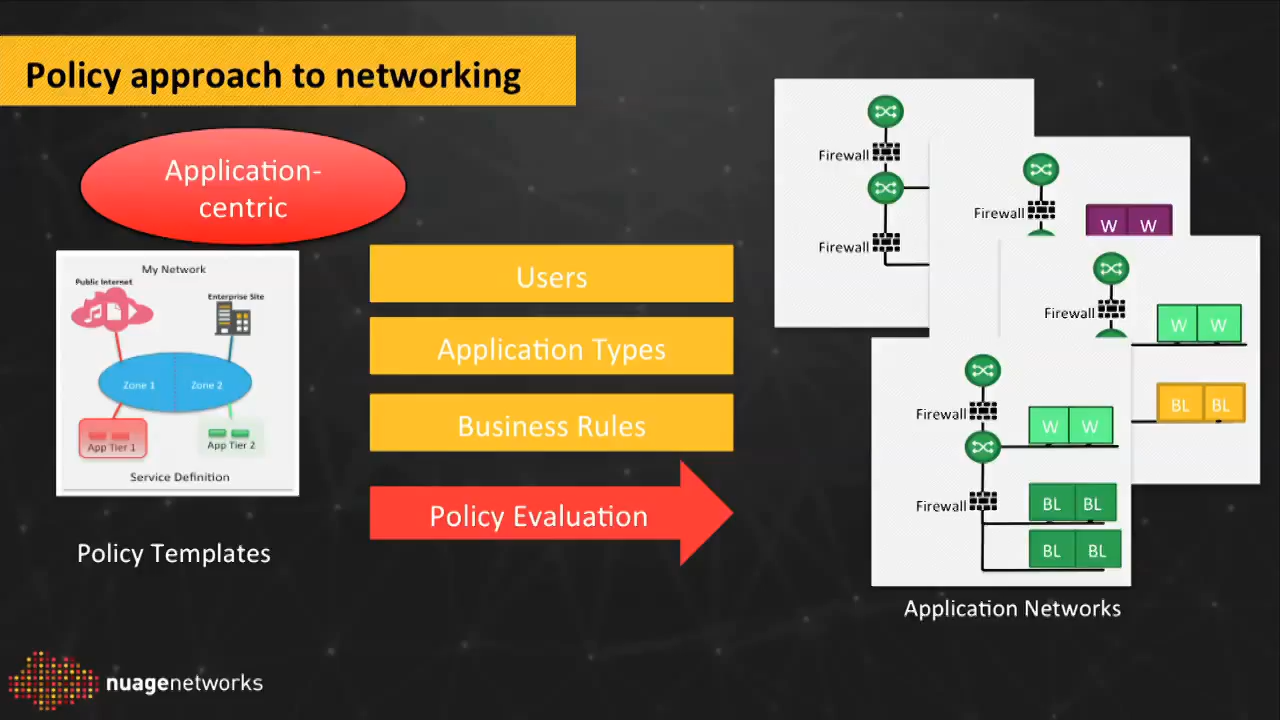 Policy approach to networking
Application-
centric
My Network
Public Internet
Enterprise Site
Zone 1
Zone 2
App Tier 1
App Tier 2
Service Definition
Policy Templates
Users
Application Types
Business Rules
Policy Evaluation
Firewall
Firewall
Firewall
W W
Firewall
W W
BL BL
Firewall
W W
Firewall
BL BL
BL BL
Application Networks
nuagenetworks